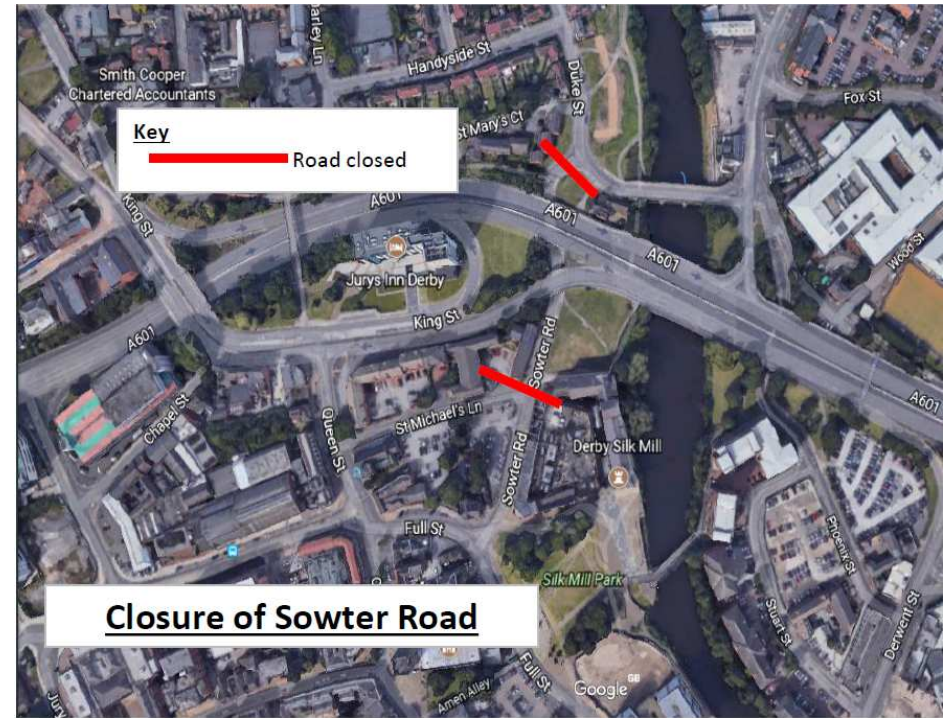 arley Ln
Handyside St
Smith Cooper
Chartered Accountants
Duke St
Fox St
Key
Road closed
St Mary's Ct
King St
A601
A601
A601
Wood St
Jurys Inn Derby
King St
A601
Sowter Rd
A601
Chapel St
Queen St
St Michael's Ln
Sowter Rd
Derby Silk Mill
Full St
Phoenix St
Silk Mill Park
Stuart St
Derwent St
Closure of Sowter Road
Full St
Google
Amen Alley
Jury